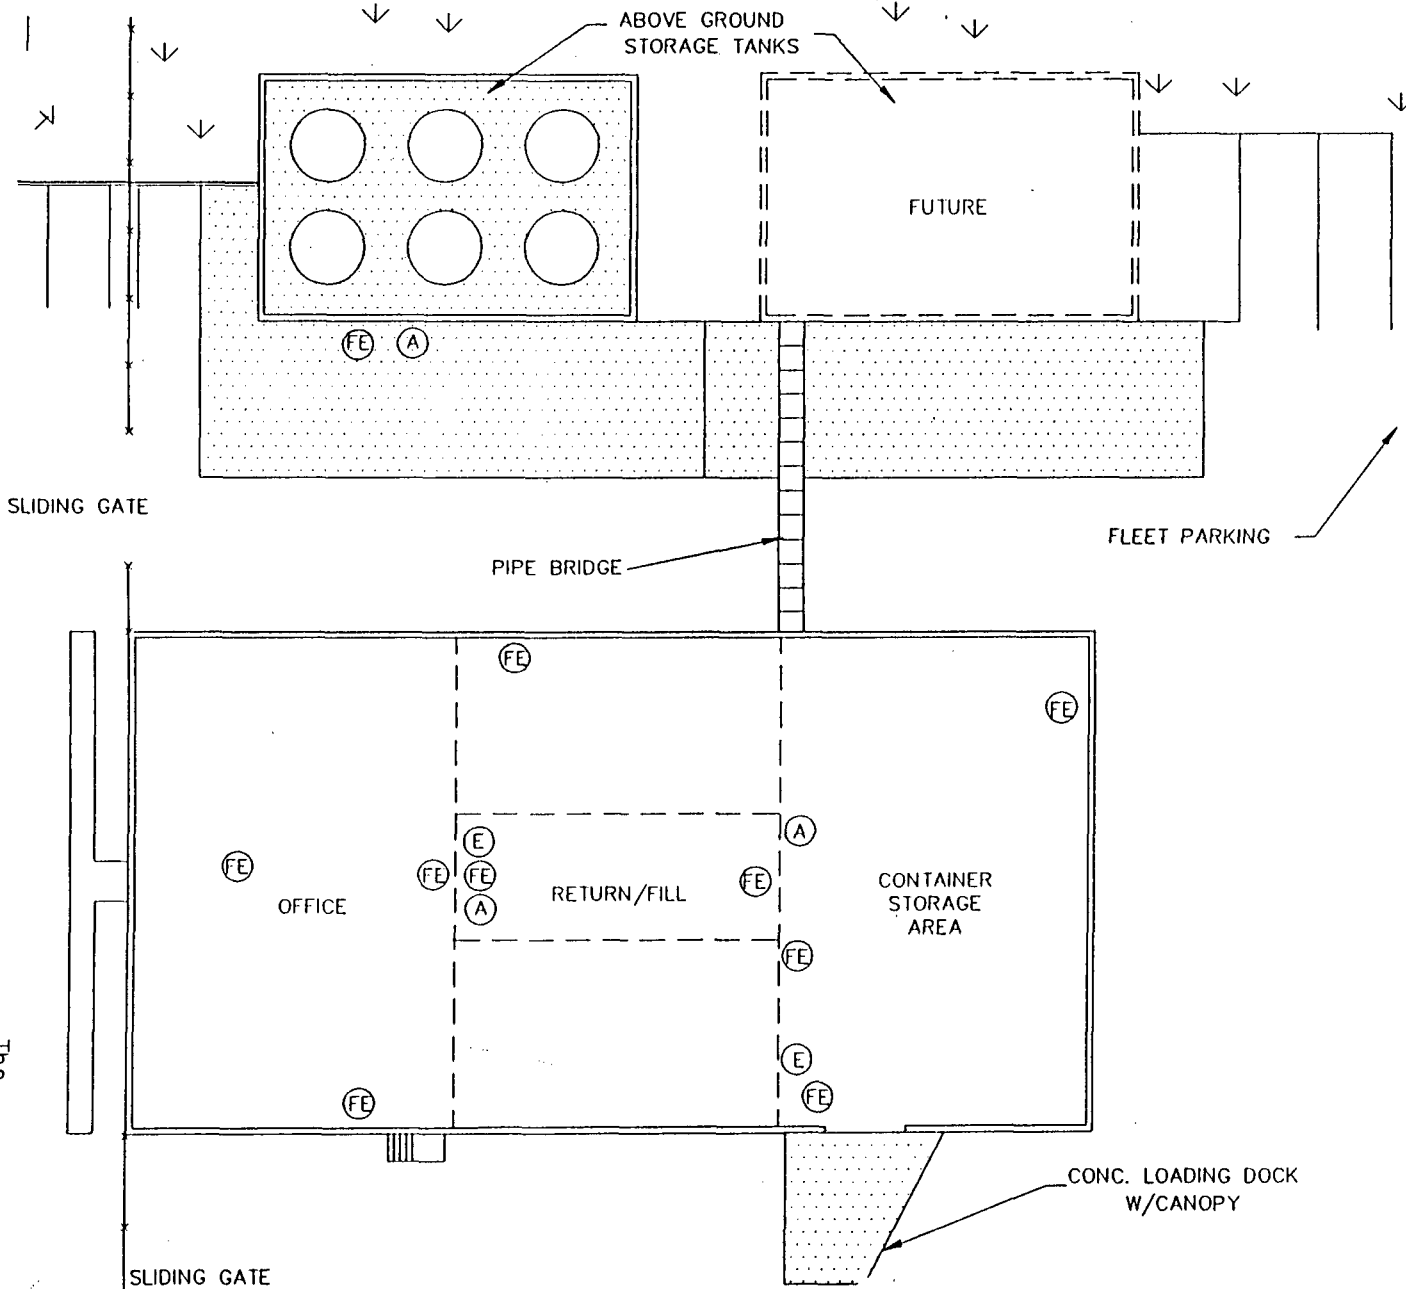 ABOVE GROUND
STORAGE TANKS
FUTURE
FE
A
SLIDING GATE
FLEET PARKING
PIPE BRIDGE
FE
FE
E
A
FE
FE
FE
FE
A
OFFICE
RETURN/FILL
CONTAINER
STORAGE
AREA
FE
E
FE
FE
CONC. LOADING DOCK
W/CANOPY
SLIDING GATE